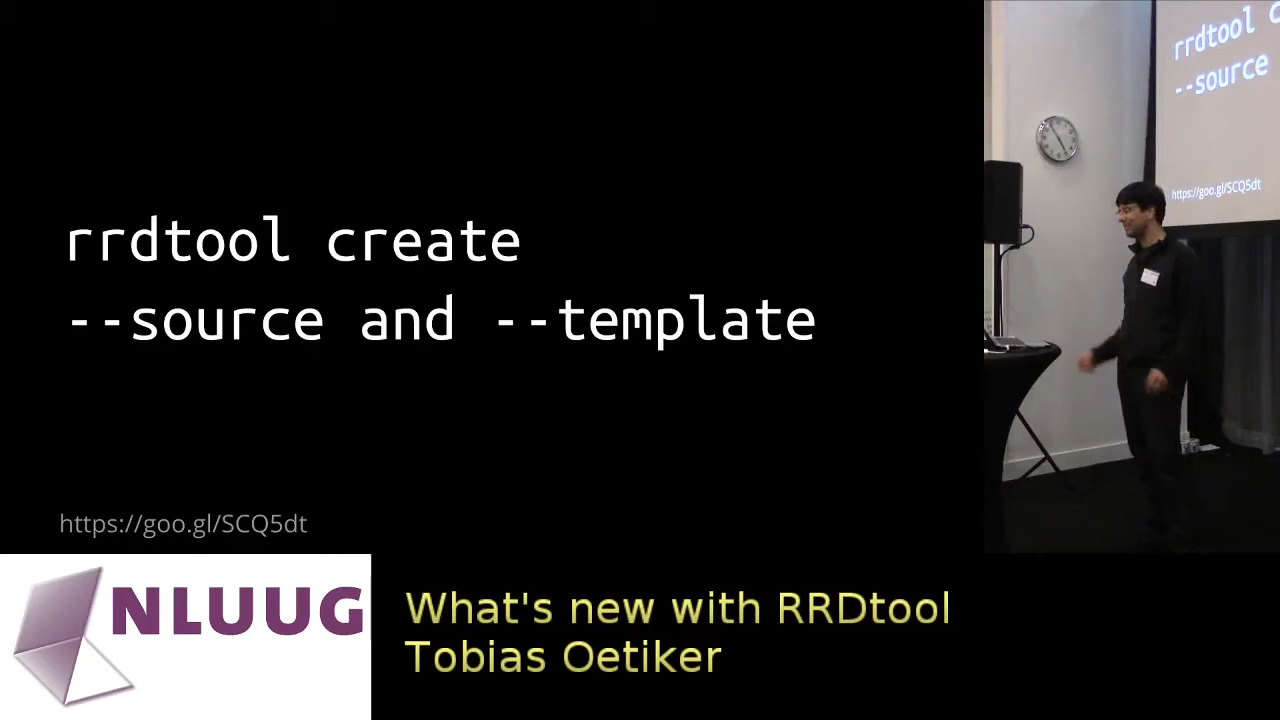 rrdtool create
--source and --template
https://goo.gl/SCQ5dt
rrdtool c
--source
https://goo.gl/SCQ5dt
NLUUG
What's new with RRDtool
Tobias Oetiker